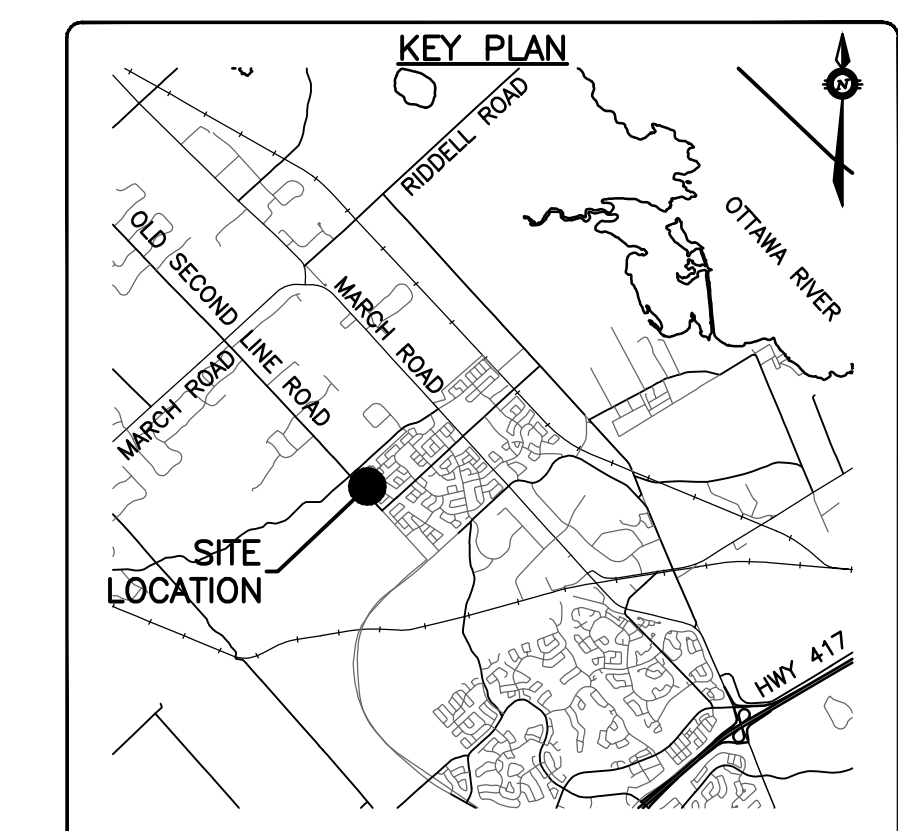 KEY PLAN
N
RIDDELL ROAD
OTTAWA RIVER
OLD SECOND LINE ROAD
MARCH ROAD
MARCH ROAD
SITE
LOCATION
HWY 417